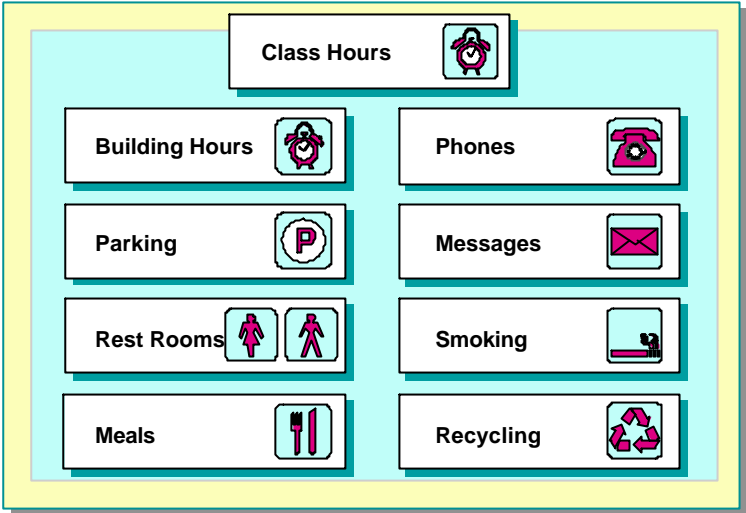 Class Hours
Building Hours
Phones
Parking
P
Messages
Rest Rooms
Smoking
Meals
Recycling